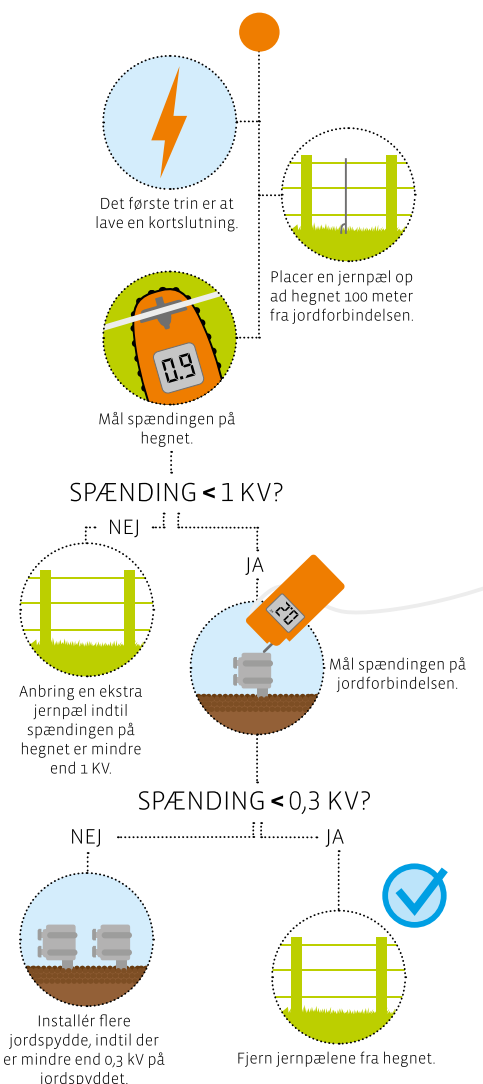 Det første trin er at
lave en kortslutning.
Placer en jernpæl op
ad hegnet 100 meter
fra jordforbindelsen.
0.9
Mål spændingen på
hegnet.
SPÆNDING < 1 KV?
NEJ
JA
Anbring en ekstra
jernpæl indtil
spændingen på
hegnet er mindre
end 1 KV.
0.2
Mål spændingen på
jordforbindelsen.
SPÆNDING < 0,3 KV?
NEJ
JA
Installér flere
jordspydde, indtil der
er mindre end 0,3 kV på
jordspyddet.
Fjern jernpælene fra hegnet.